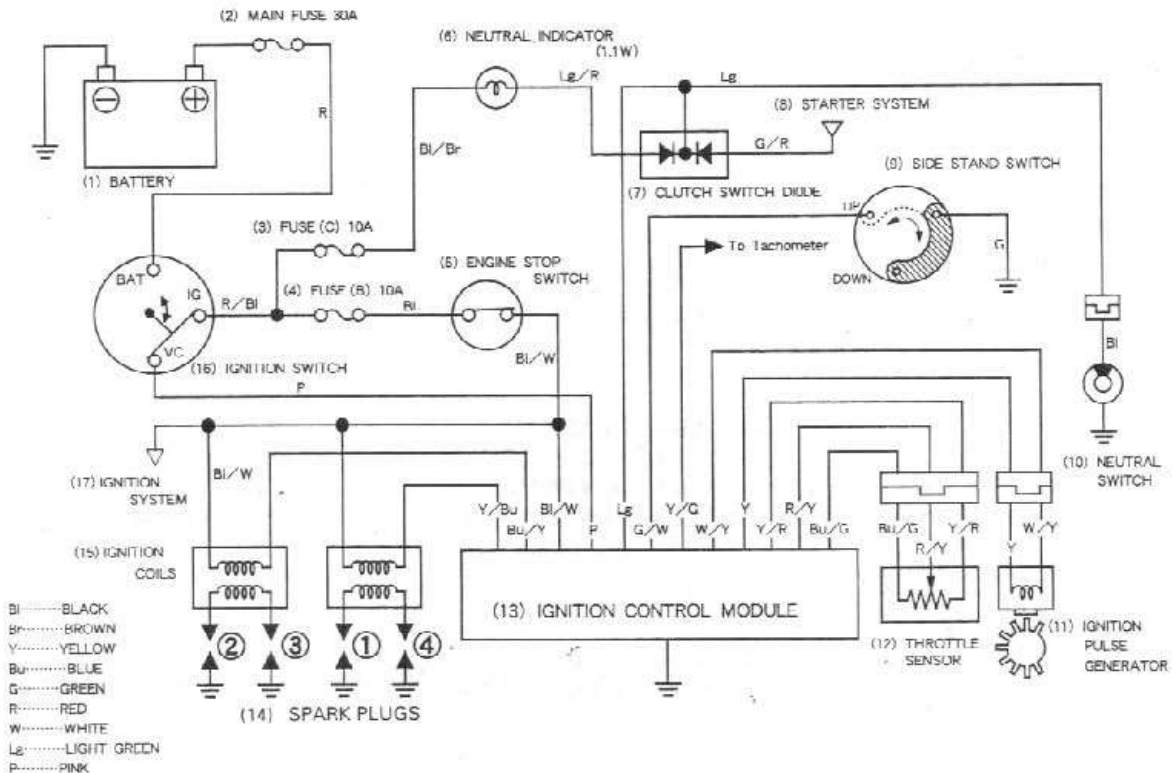 (2) MAIN FUSE 30A
(6) NEUTRAL INDICATOR
(1.1W)
Lg/R
Lg
(8) STARTER SYSTEM
R
Bl/Br
G/R
(1) BATTERY
(7) CLUTCH SWITCH DIODE
(9) SIDE STAND SWITCH
UP
(3) FUSE (C) 10A
To Tachometer
G
BAT
IG
R/Bl
(4) FUSE (B) 10A
Bl
(5) ENGINE STOP
SWITCH
DOWN
VC
(16) IGNITION SWITCH
Bl/W
Bl
P
(17) IGNITION
SYSTEM
Bl/W
(10) NEUTRAL
SWITCH
Y/Bu
Bu/Y
Bl/W
P
Lg
G/W
Y/G
W/Y
Y
Y/R
R/Y
Bu/G
Bu/G
R/Y
Y/R
Y
W/Y
(15) IGNITION
COILS
(13) IGNITION CONTROL MODULE
(12) THROTTLE
SENSOR
(11) IGNITION
PULSE
GENERATOR
2
3
1
4
(14) SPARK PLUGS
Bl········BLACK
Br········BROWN
Y········YELLOW
Bu········BLUE
G········GREEN
R········RED
W········WHITE
Lg········LIGHT GREEN
P········PINK